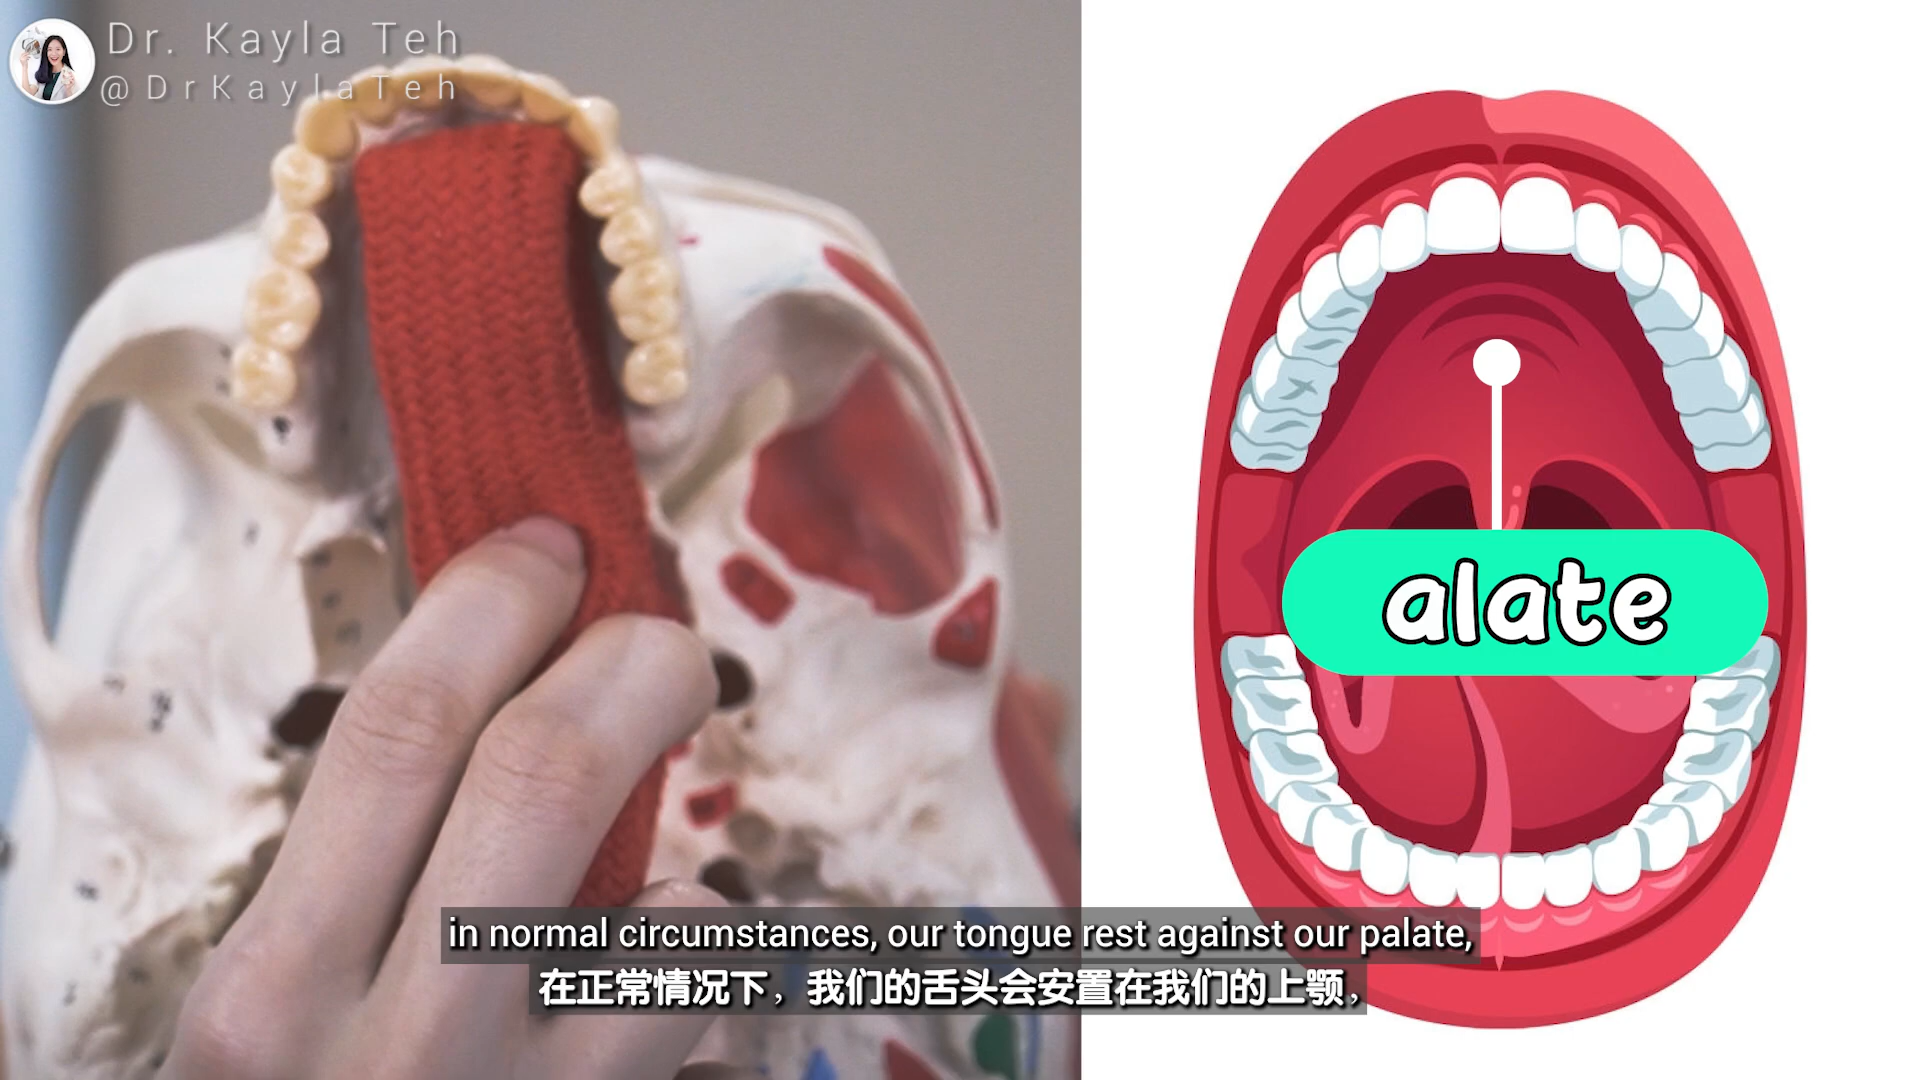 Dr. Kayla Teh
@DrKaylaTeh
alate
in normal circumstances, our tongue rest against our palate,
在正常情况下，我们的舌头会安置在我们的上颚，